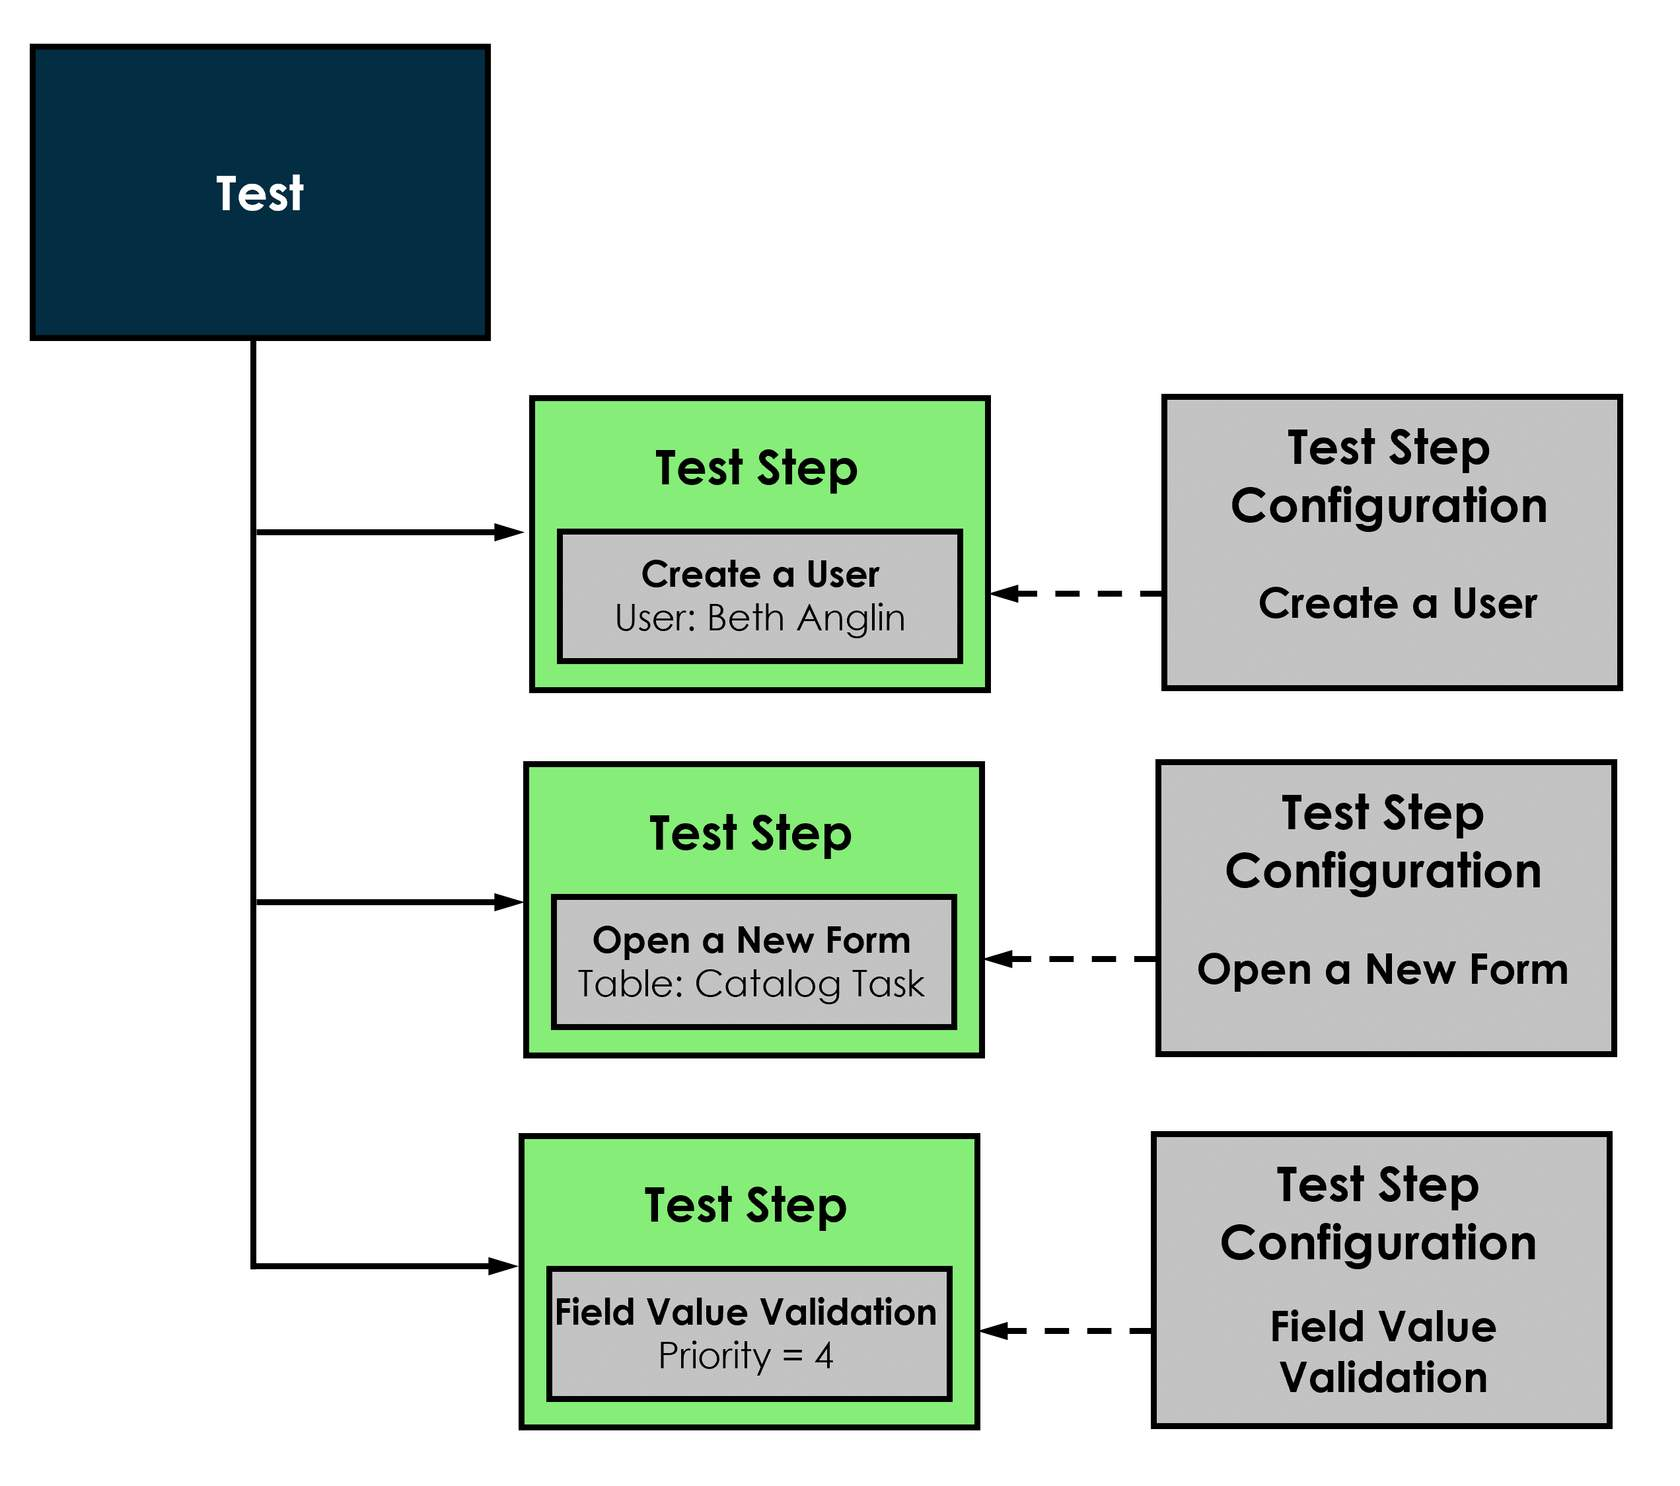 Test
Test Step
Create a User
User: Beth Anglin
Test Step
Configuration
Create a User
Test Step
Open a New Form
Table: Catalog Task
Test Step
Configuration
Open a New Form
Test Step
Field Value Validation
Priority = 4
Test Step
Configuration
Field Value
Validation